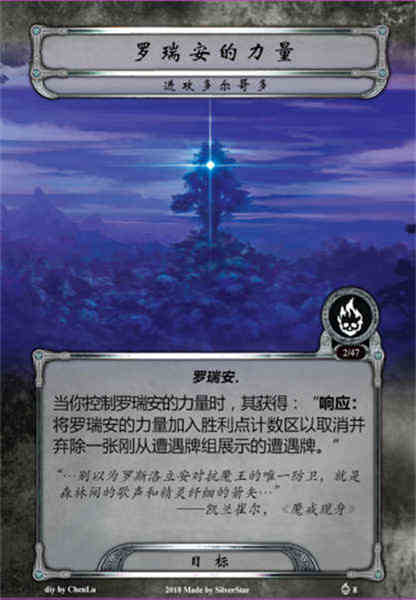 罗瑞安的力量
进攻多尔哥多
2/47
罗瑞安.
当你控制罗瑞安的力量时，其获得：“响应：
将罗瑞安的力量加入胜利点计数区以取消并
弃除一张刚从遭遇牌组展示的遭遇牌。”
“…别以为罗斯洛立安对抗魔王的唯一防卫，就是
森林间的歌声和精灵纤细的箭矢…”
——凯兰崔尔，《魔戒现身》
目标
diy by ChenLu
2018 Made by SilverStar
8